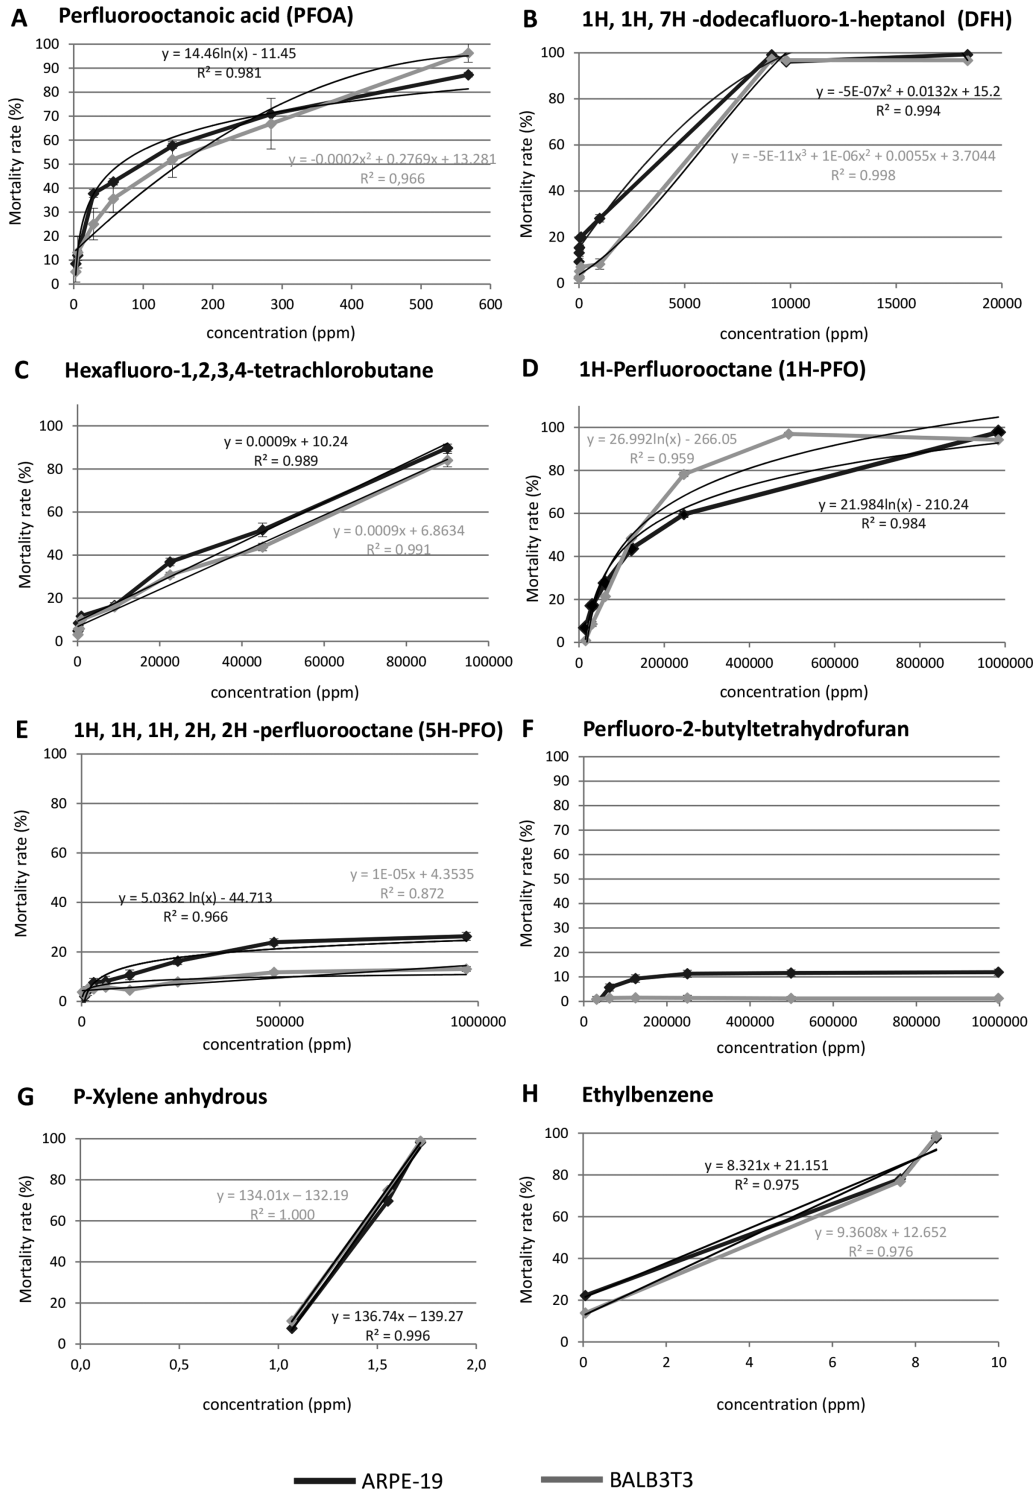 A Perfluorooctanoic acid (PFOA)
Mortality rate (%)
100
90
80
70
60
50
40
30
20
10
0
y = 14.46ln(x) - 11.45
R² = 0.981
y = -0.0002x² + 0.2769x + 13.281
R² = 0,966
0 100 200 300 400 500 600
concentration (ppm)
B 1H, 1H, 7H -dodecafluoro-1-heptanol (DFH)
Mortality rate (%)
100
80
60
40
20
0
y = -5E-07x² + 0.0132x + 15.2
R² = 0.994
y = -5E-11x³ + 1E-06x² + 0.0055x + 3.7044
R² = 0.998
0 5000 10000 15000 20000
concentration (ppm)
C Hexafluoro-1,2,3,4-tetrachlorobutane
Mortality rate (%)
100
80
60
40
20
0
y = 0.0009x + 10.24
R² = 0.989
y = 0.0009x + 6.8634
R² = 0.991
0 20000 40000 60000 80000 100000
concentration (ppm)
D 1H-Perfluorooctane (1H-PFO)
Mortality rate (%)
100
80
60
40
20
0
y = 26.992ln(x) - 266.05
R² = 0.959
y = 21.984ln(x) - 210.24
R² = 0.984
0 200000 400000 600000 800000 1000000
concentration (ppm)
E 1H, 1H, 1H, 2H, 2H -perfluorooctane (5H-PFO)
Mortality rate (%)
100
80
60
40
20
0
y = 1E-05x + 4.3535
R² = 0.872
y = 5.0362 ln(x) - 44.713
R² = 0.966
0 500000 1000000
concentration (ppm)
F Perfluoro-2-butyltetrahydrofuran
Mortality rate (%)
100
90
80
70
60
50
40
30
20
10
0
0 200000 400000 600000 800000 1000000
concentration (ppm)
G P-Xylene anhydrous
Mortality rate (%)
100
80
60
40
20
0
y = 134.01x – 132.19
R² = 1.000
y = 136.74x – 139.27
R² = 0.996
0,0 0,5 1,0 1,5 2,0
concentration (ppm)
H Ethylbenzene
Mortality rate (%)
100
80
60
40
20
0
y = 8.321x + 21.151
R² = 0.975
y = 9.3608x + 12.652
R² = 0.976
0 2 4 6 8 10
concentration (ppm)
ARPE-19 BALB3T3